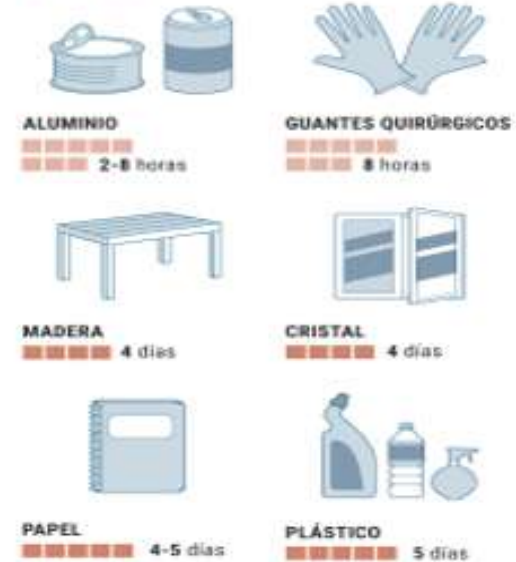 ALUMINIO
2-8 horas
GUANTES QUIRÚRGICOS
8 horas
MADERA
4 días
CRISTAL
4 días
PAPEL
4-5 días
PLÁSTICO
5 días